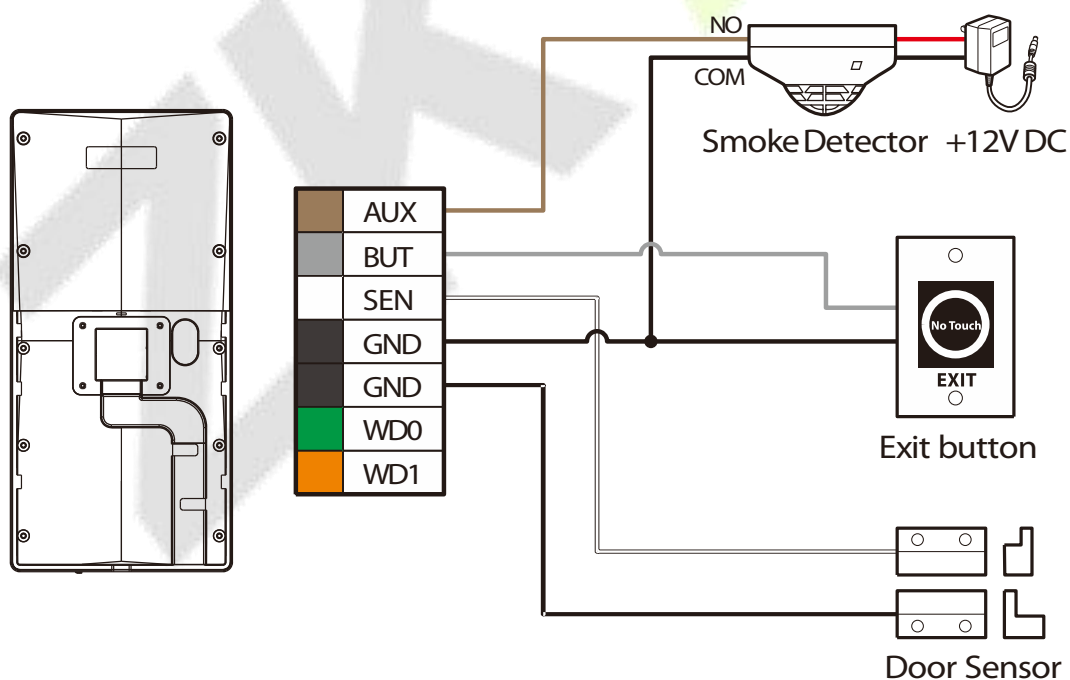 NO
COM
Smoke Detector
+12V DC
AUX
BUT
SEN
GND
GND
WD0
WD1
No Touch
EXIT
Exit button
Door Sensor